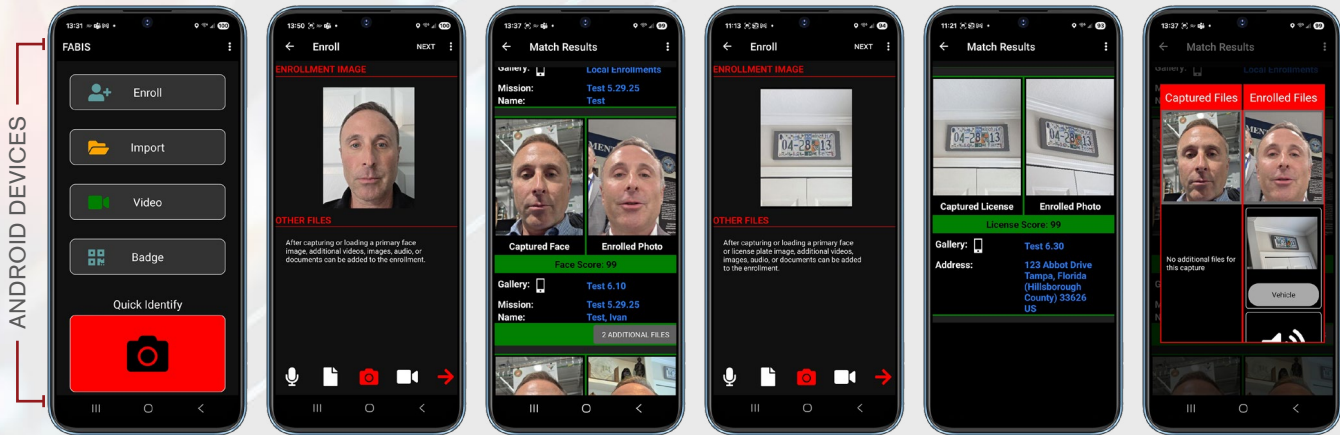 ANDROID DEVICES
13:31
100
FABIS
Enroll
Import
Video
Badge
Quick Identify
13:50
100
Enroll
NEXT
ENROLLMENT IMAGE
OTHER FILES
After capturing or loading a primary face
image, additional videos, images, audio, or
documents can be added to the enrollment.
13:37
99
Match Results
Gallery:
Local Enrollments
Mission:
Test 5.29.25
Name:
Test
Captured Face
Enrolled Photo
Face Score: 99
Gallery:
Test 6.10
Mission:
Test 5.29.25
Name:
Test, Ivan
2 ADDITIONAL FILES
11:13
94
Enroll
NEXT
ENROLLMENT IMAGE
04-28-13
OTHER FILES
After capturing or loading a primary face
or license plate image, additional videos,
images, audio, or documents can be added
to the enrollment.
11:21
93
Match Results
04-28 13
04-28 13
Captured License
Enrolled Photo
License Score: 99
Gallery:
Test 6.30
Address:
123 Abbot Drive
Tampa, Florida
(Hillsborough
County) 33626
US
13:37
99
Match Results
Gallery:
Local Enrollments
Captured Files
Enrolled Files
No additional files for
this capture
Vehicle